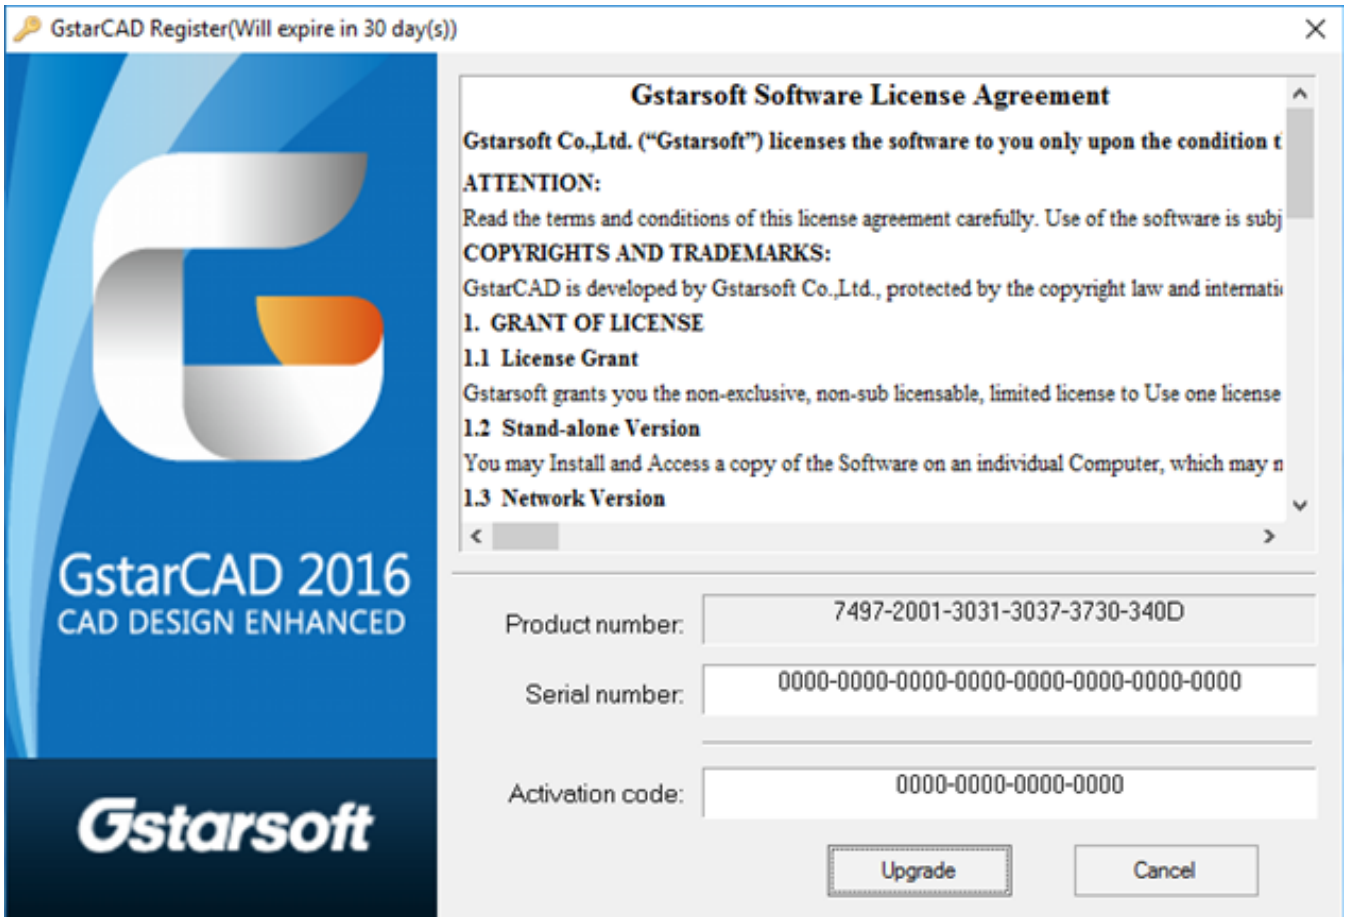 GstarCAD Register(Will expire in 30 day(s))
Gstarsoft Software License Agreement
Gstarsoft Co.,Ltd. (“Gstarsoft”) licenses the software to you only upon the condition
ATTENTION:
Read the terms and conditions of this license agreement carefully. Use of the software is subj
COPYRIGHTS AND TRADEMARKS:
GstarCAD is developed by Gstarsoft Co.,Ltd., protected by the copyright law and internati
1. GRANT OF LICENSE
1.1 License Grant
Gstarsoft grants you the non-exclusive, non-sub licensable, limited license to Use one license
1.2 Stand-alone Version
You may Install and Access a copy of the Software on an individual Computer, which may n
1.3 Network Version
GstarCAD 2016
CAD DESIGN ENHANCED
Gstarsoft
Product number: 7497-2001-3031-3037-3730-340D
Serial number: 0000-0000-0000-0000-0000-0000-0000-0000
Activation code: 0000-0000-0000-0000
Upgrade Cancel